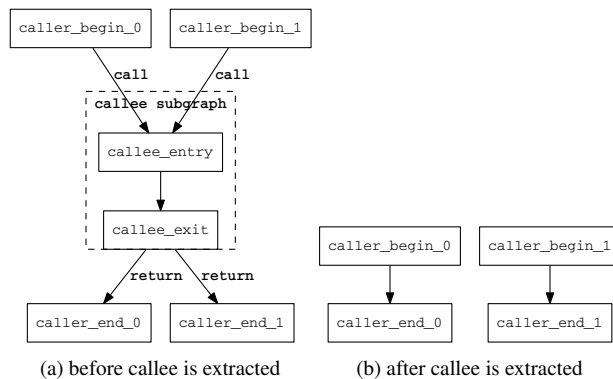 caller_begin_0 caller_begin_1
call call
callee subgraph
callee_entry
callee_exit
caller_begin_0 caller_begin_1
return return
caller_end_0 caller_end_1 caller_end_0 caller_end_1
(a) before callee is extracted (b) after callee is extracted